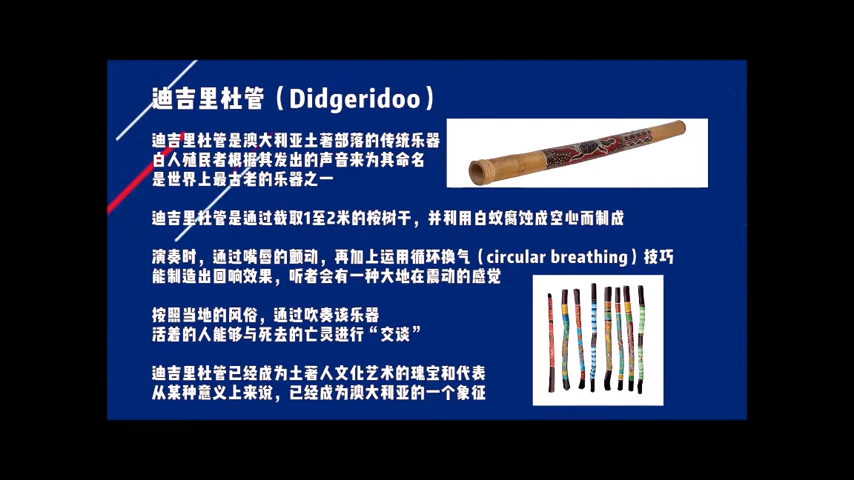 迪吉里杜管（Didgeridoo）
迪吉里杜管是澳大利亚土著部落的传统乐器
白人殖民者根据其发出的声音来为其命名
是世界上最古老的乐器之一
迪吉里杜管是通过截取1至2米的桉树干，并利用白蚁腐蚀成空心而制成
演奏时，通过嘴唇的颤动，再加上运用循环换气（circular breathing）技巧
能制造出回响效果，听者会有一种大地在震动的感觉
按照当地的风俗，通过吹奏该乐器
活着的人能够与死去的亡灵进行“交谈”
迪吉里杜管已经成为土著人文化艺术的瑰宝和代表
从某种意义上来说，已经成为澳大利亚的一个象征